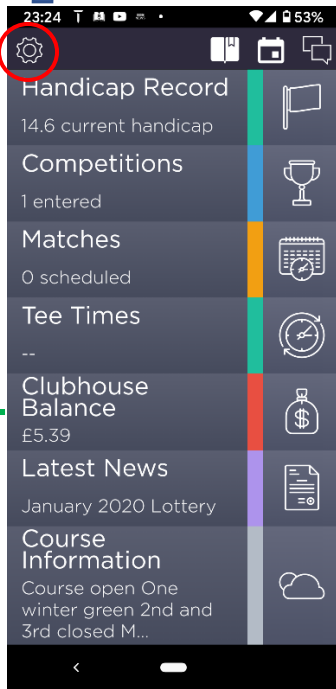 23:24
53%
Handicap Record
14.6 current handicap
Competitions
1 entered
Matches
0 scheduled
Tee Times
--
Clubhouse
Balance
£5.39
Latest News
January 2020 Lottery
Course
Information
Course open One
winter green 2nd and
3rd closed M...